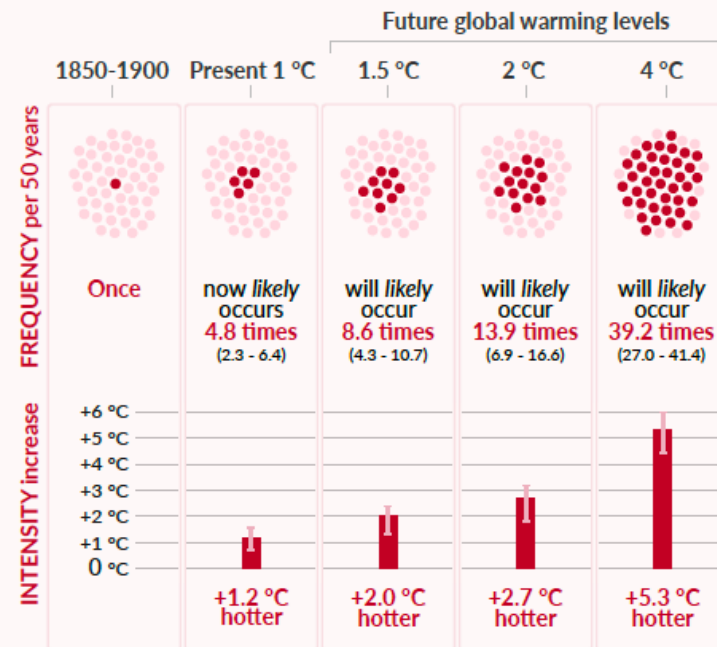 Future global warming levels
1850-1900 Present 1 °C 1.5 °C 2 °C 4 °C
FREQUENCY per 50 years
Once
now likely occurs 4.8 times (2.3 - 6.4)
will likely occur 8.6 times (4.3 - 10.7)
will likely occur 13.9 times (6.9 - 16.6)
will likely occur 39.2 times (27.0 - 41.4)
INTENSITY increase
+6 °C
+5 °C
+4 °C
+3 °C
+2 °C
+1 °C
0 °C
+1.2 °C hotter
+2.0 °C hotter
+2.7 °C hotter
+5.3 °C hotter